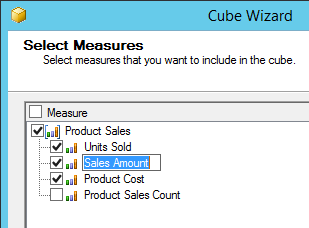 Cube Wizard
Select Measures
Select measures that you want to include in the cube.
Measure
Product Sales
Units Sold
Sales Amount
Product Cost
Product Sales Count